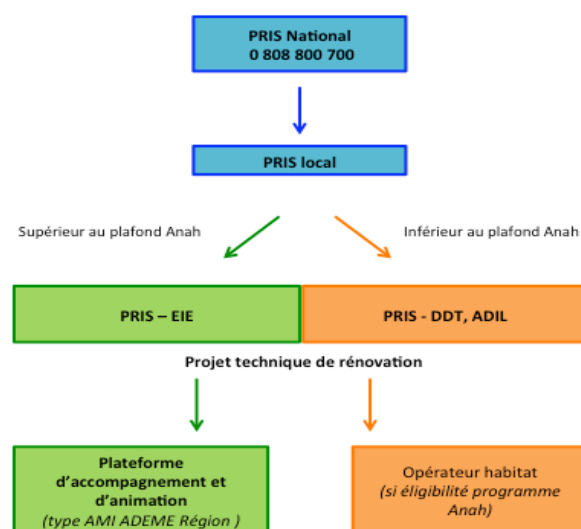 PRIS National
0 808 800 700
PRIS local
Supérieur au plafond Anah
Inférieur au plafond Anah
PRIS – EIE
PRIS - DDT, ADIL
Projet technique de rénovation
Plateforme
d'accompagnement et
d'animation
(type AMI ADEME Région )
Opérateur habitat
(si éligibilité programme
Anah)